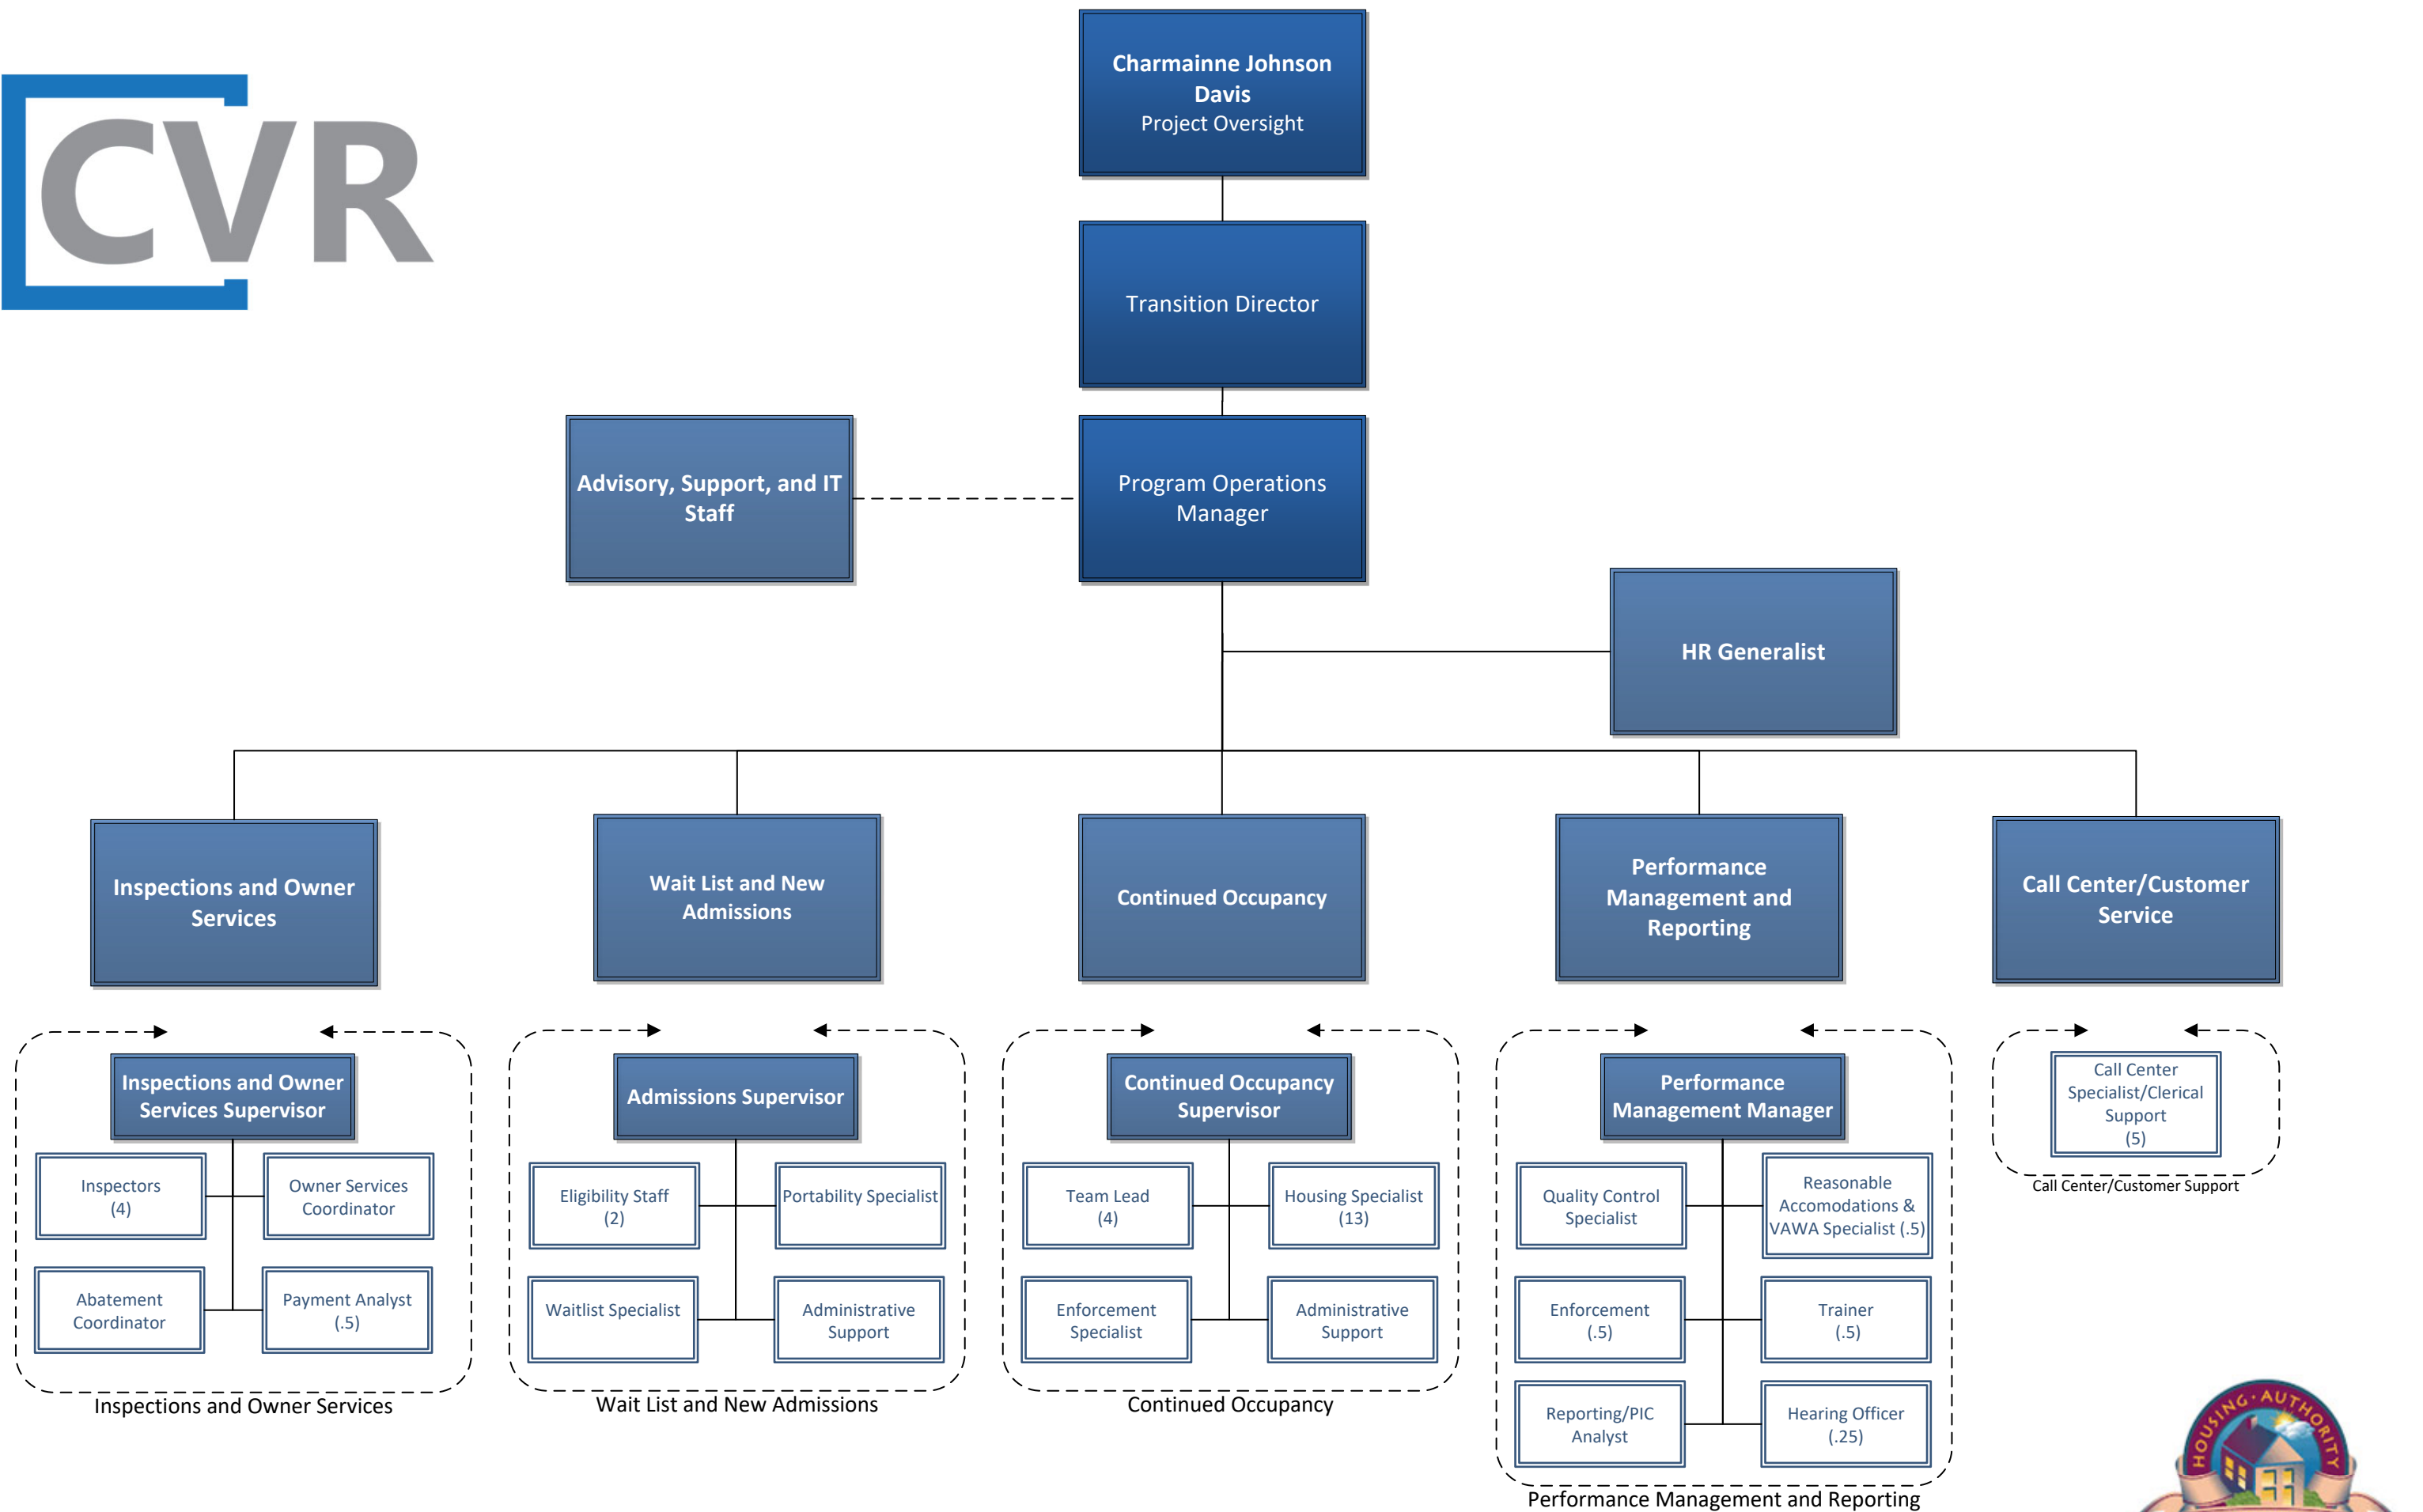 CVR
Charmainne Johnson
Davis
Project Oversight
Transition Director
Advisory, Support, and IT
Staff
Program Operations
Manager
HR Generalist
Inspections and Owner
Services
Wait List and New
Admissions
Continued Occupancy
Performance
Management and
Reporting
Call Center/Customer
Service
Inspections and Owner
Services Supervisor
Inspectors
(4)
Owner Services
Coordinator
Abatement
Coordinator
Payment Analyst
(.5)
Inspections and Owner Services
Admissions Supervisor
Eligibility Staff
(2)
Portability Specialist
Waitlist Specialist
Administrative
Support
Wait List and New Admissions
Continued Occupancy
Supervisor
Team Lead
(4)
Housing Specialist
(13)
Enforcement
Specialist
Administrative
Support
Continued Occupancy
Performance
Management Manager
Quality Control
Specialist
Reasonable
Accomodations &
VAWA Specialist (.5)
Enforcement
(.5)
Trainer
(.5)
Reporting/PIC
Analyst
Hearing Officer
(.25)
Performance Management and Reporting
Call Center
Specialist/Clerical
Support
(5)
Call Center/Customer Support
HOUSING · AUTHORITY